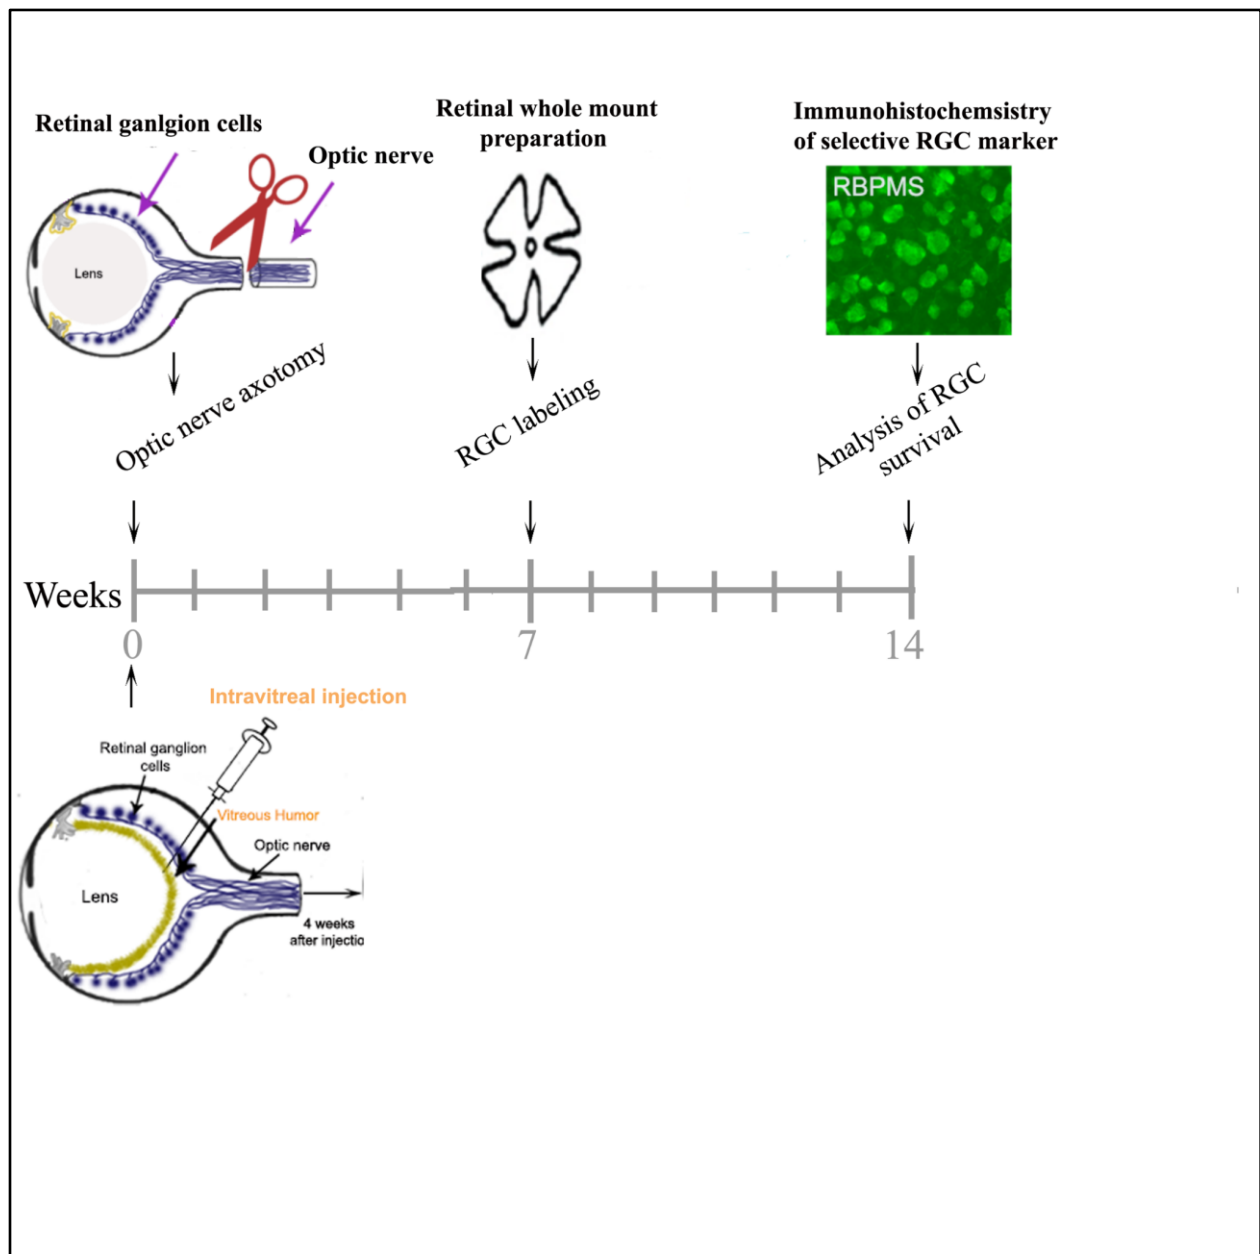 Retinal ganlgion cells
Optic nerve
Retinal whole mount
preparation
Immunohistochemsistry
of selective RGC marker
RBPMS
Lens
Optic nerve axotomy
RGC labeling
Analysis of RGC
survival
Weeks
0
7
14
Intravitreal injection
Retinal ganglion
cells
Vitreous Humor
Optic nerve
Lens
4 weeks
after injectio